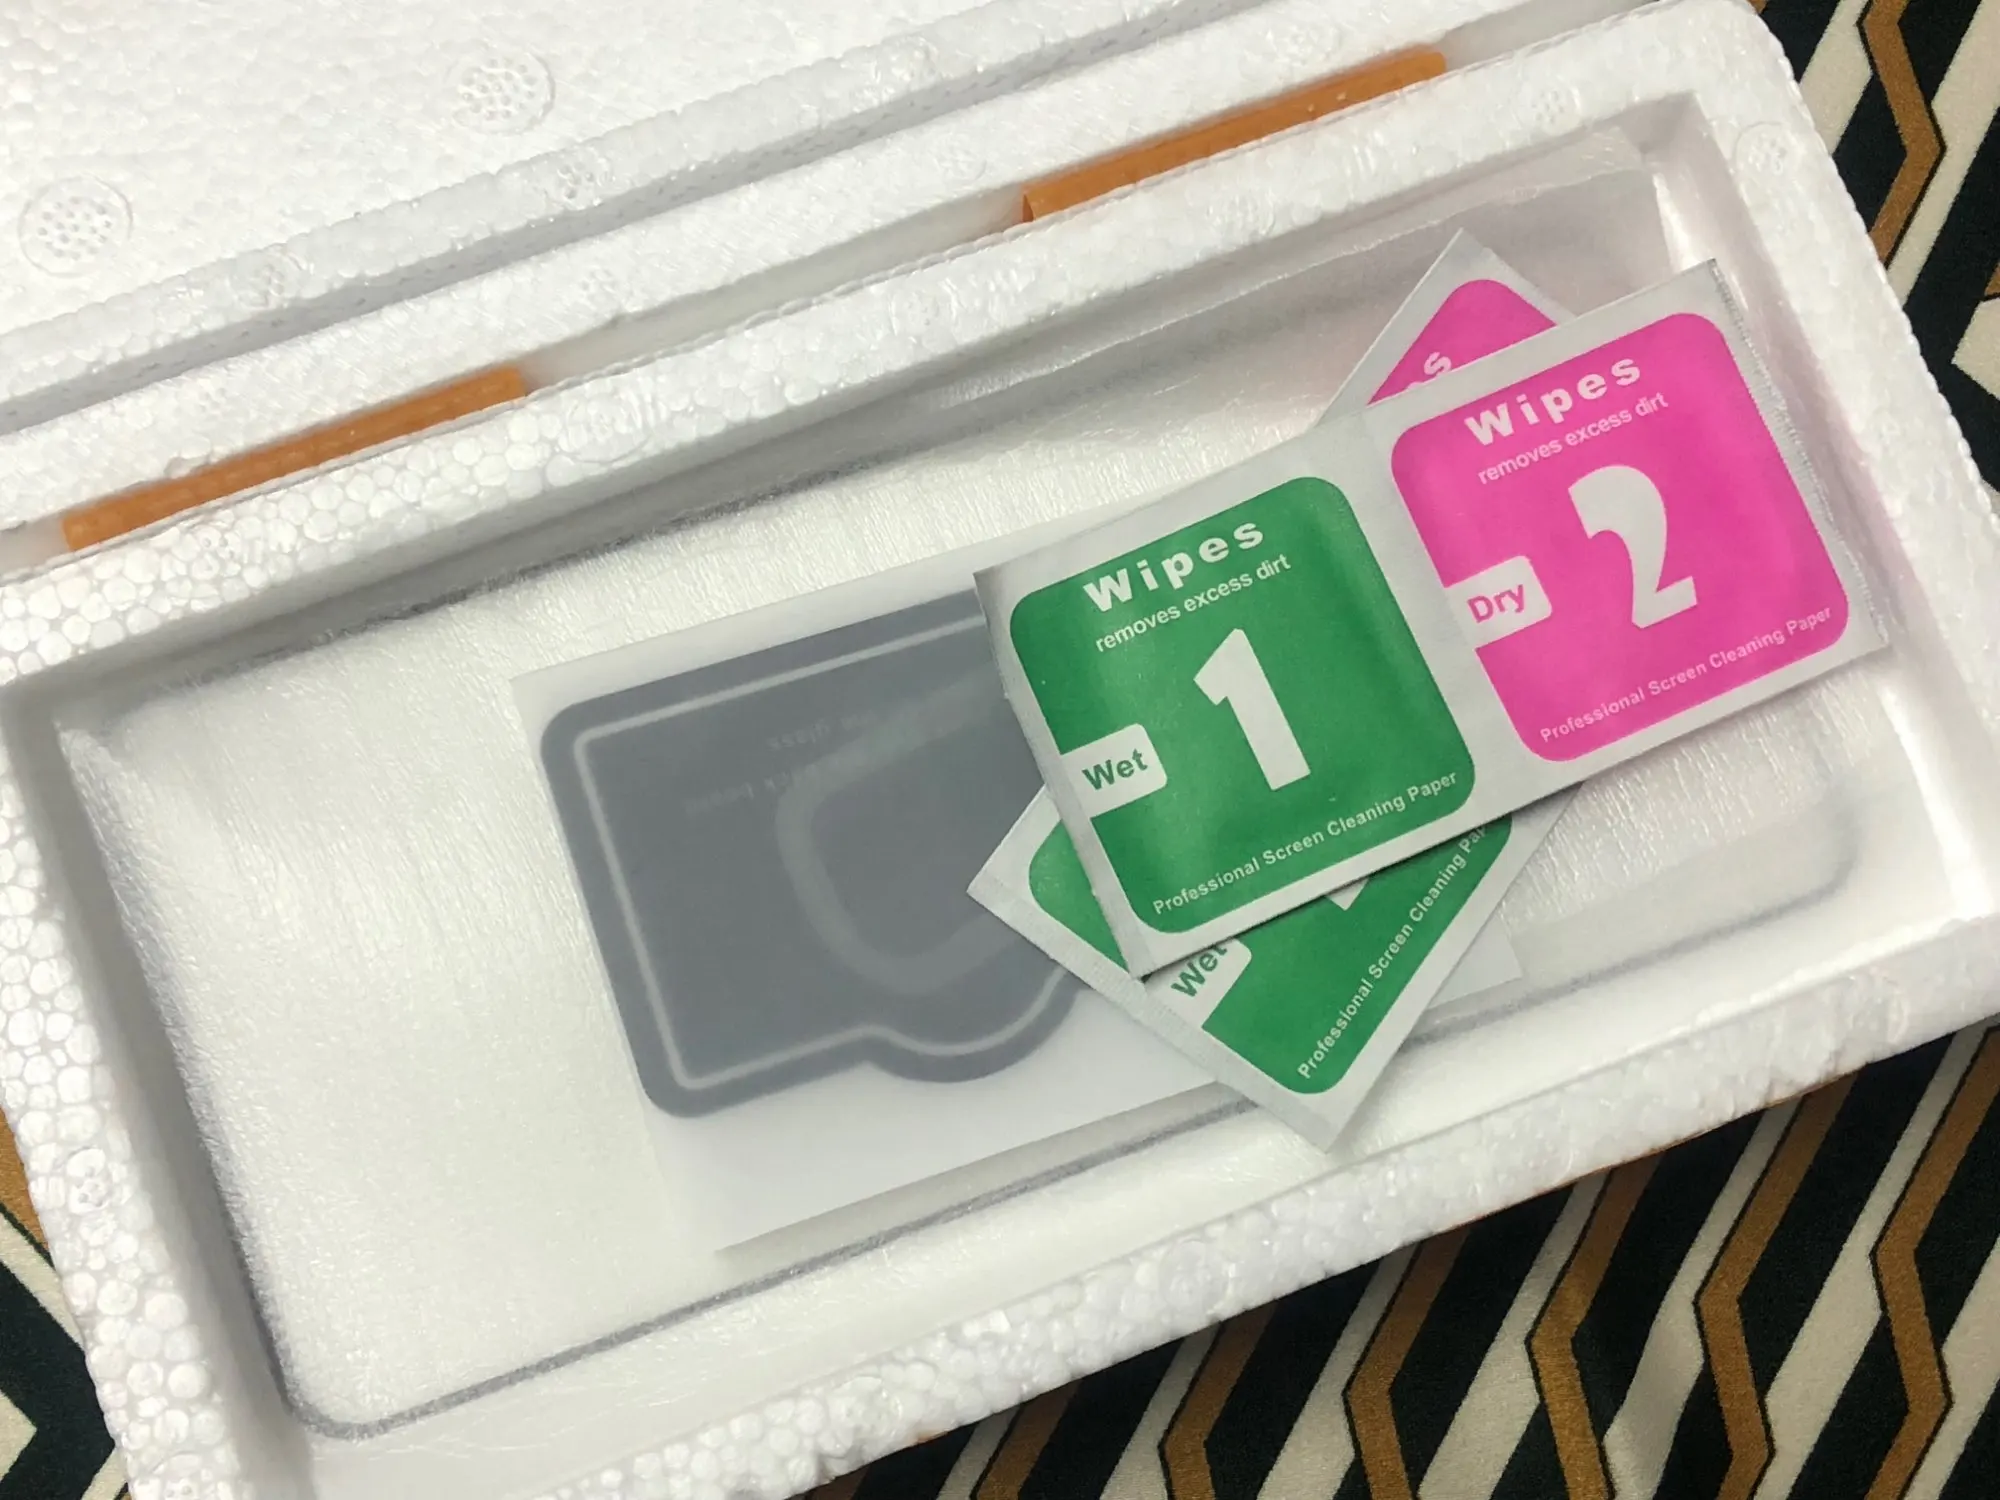 Wipes
removes excess dirt
1
Wet
Professional Screen Cleaning Paper
Wipes
removes excess dirt
2
Dry
Professional Screen Cleaning Paper
Wet
Professional Screen Cleaning